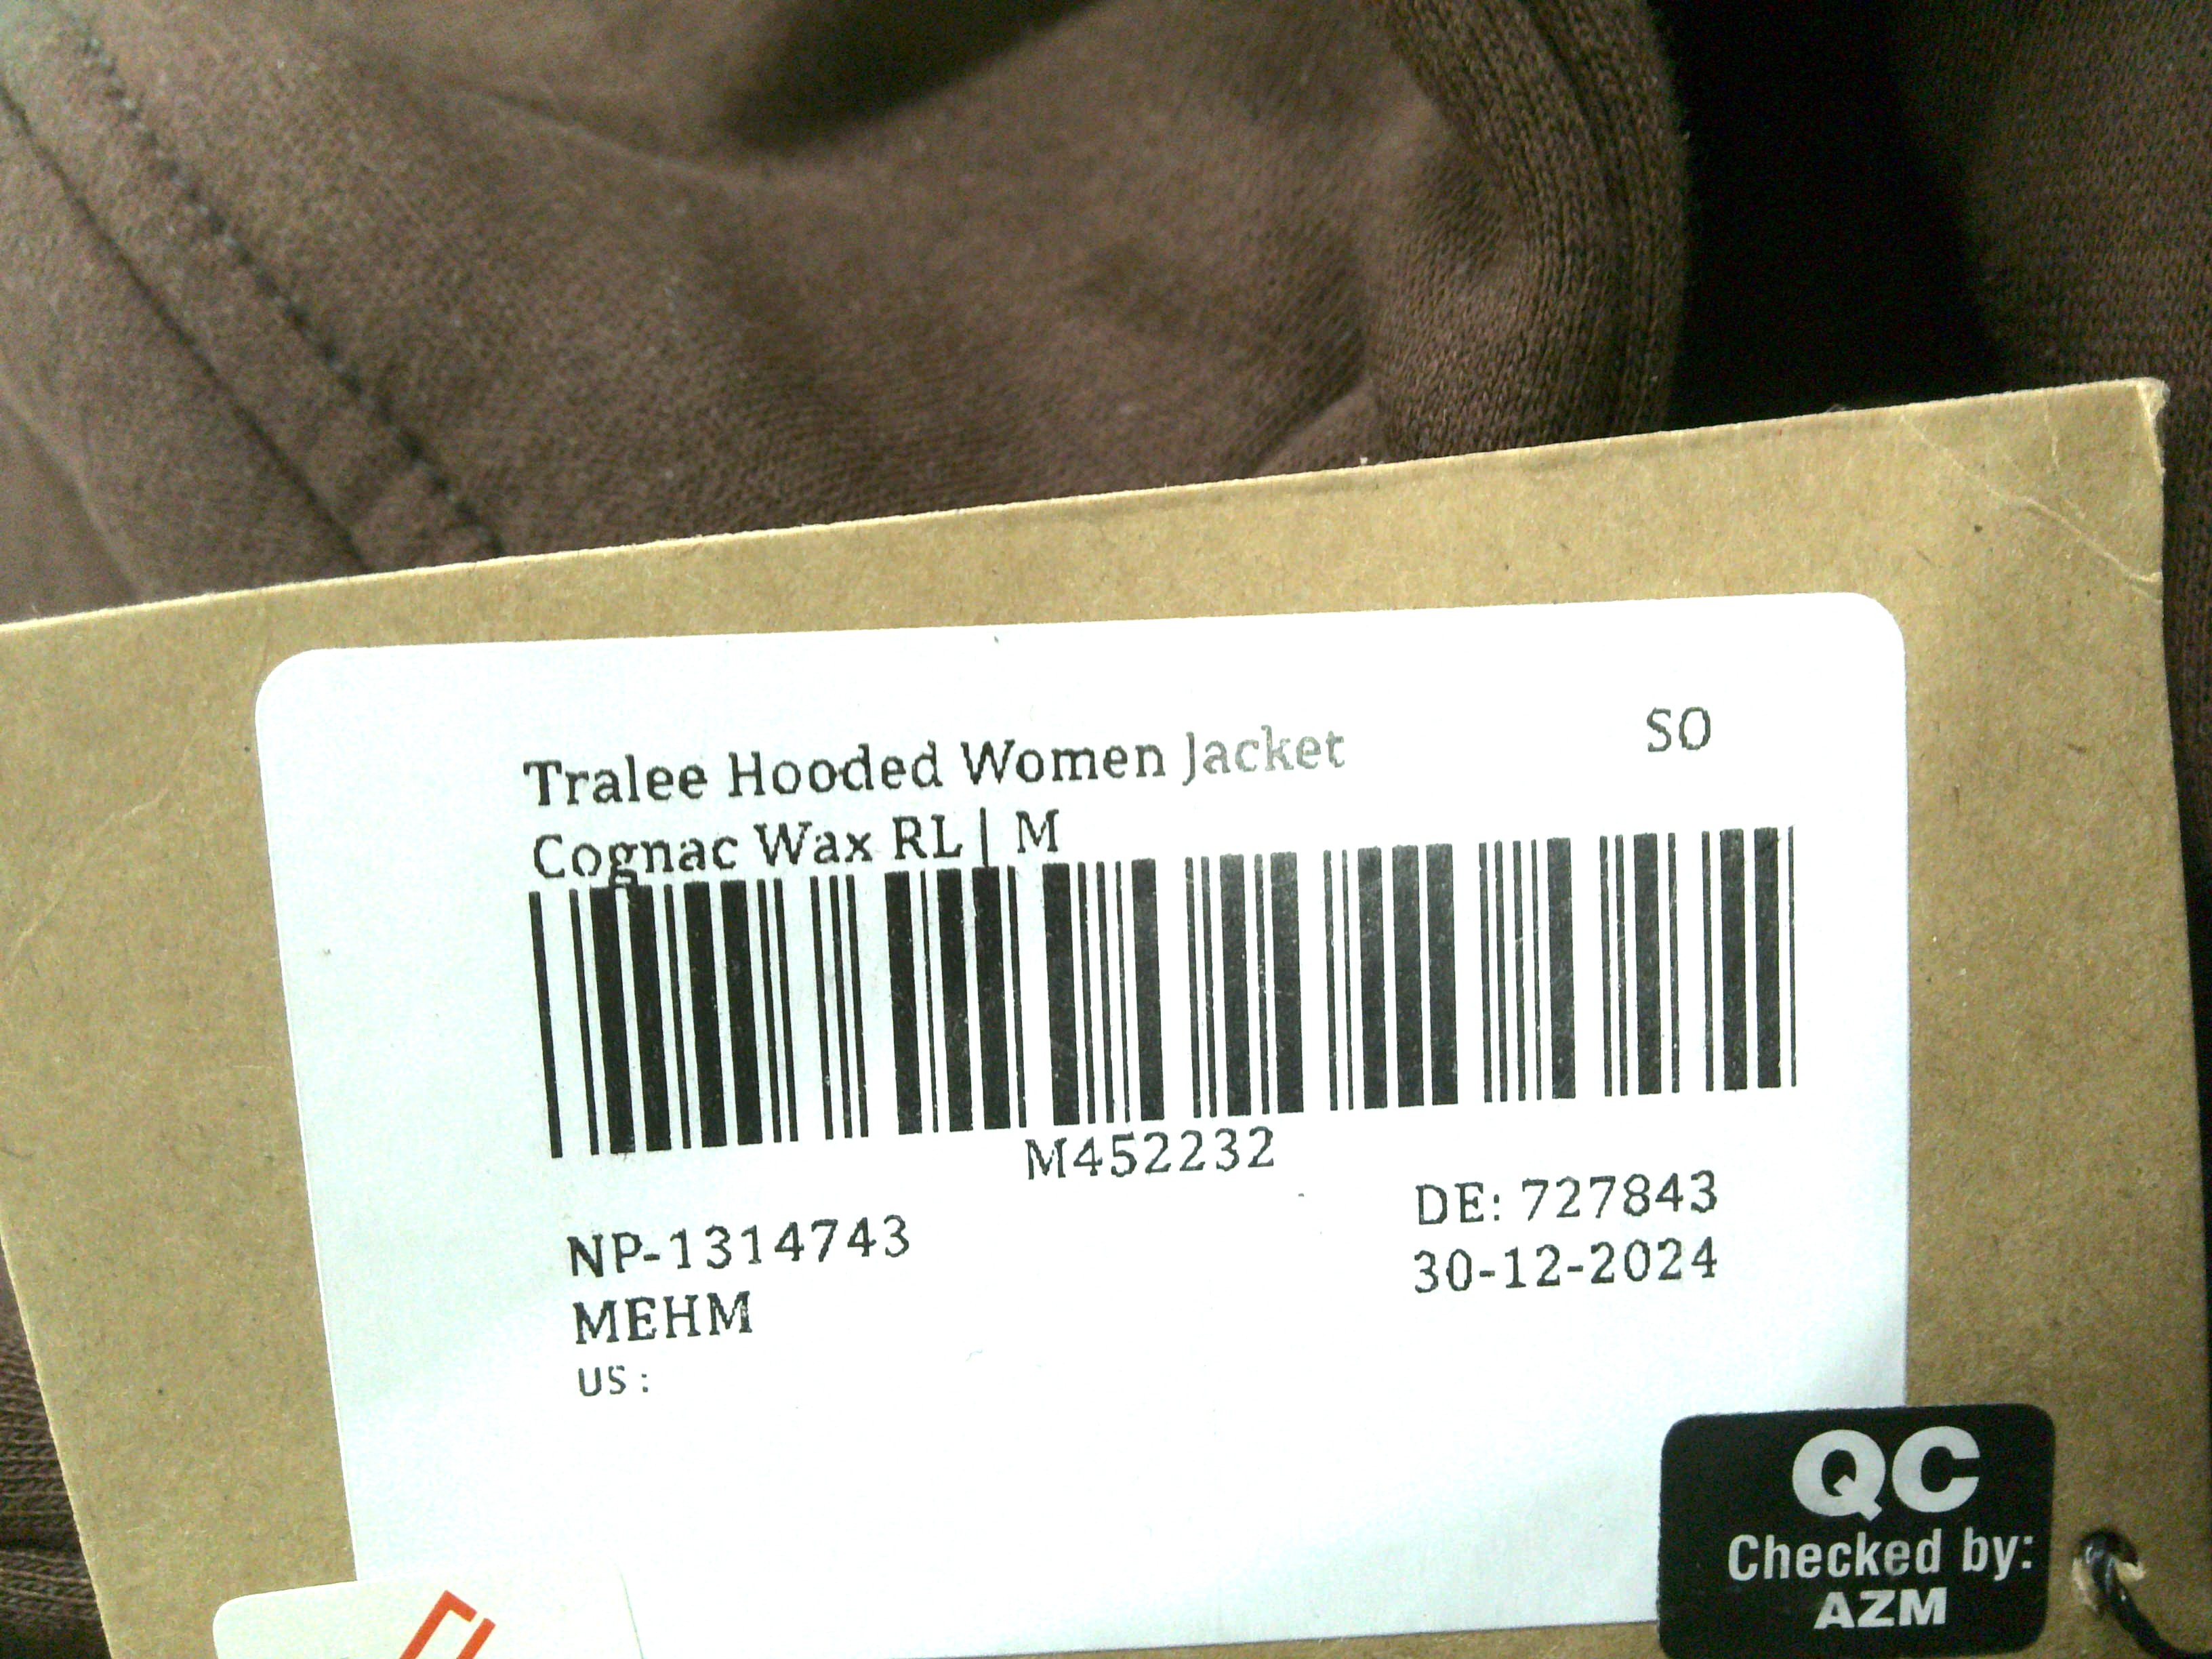 Tralee Hooded Women Jacket
SO
Cognac Wax RL | M
M452232
NP-1314743
DE: 727843
MEHM
30-12-2024
US :
QC
Checked by:
AZM